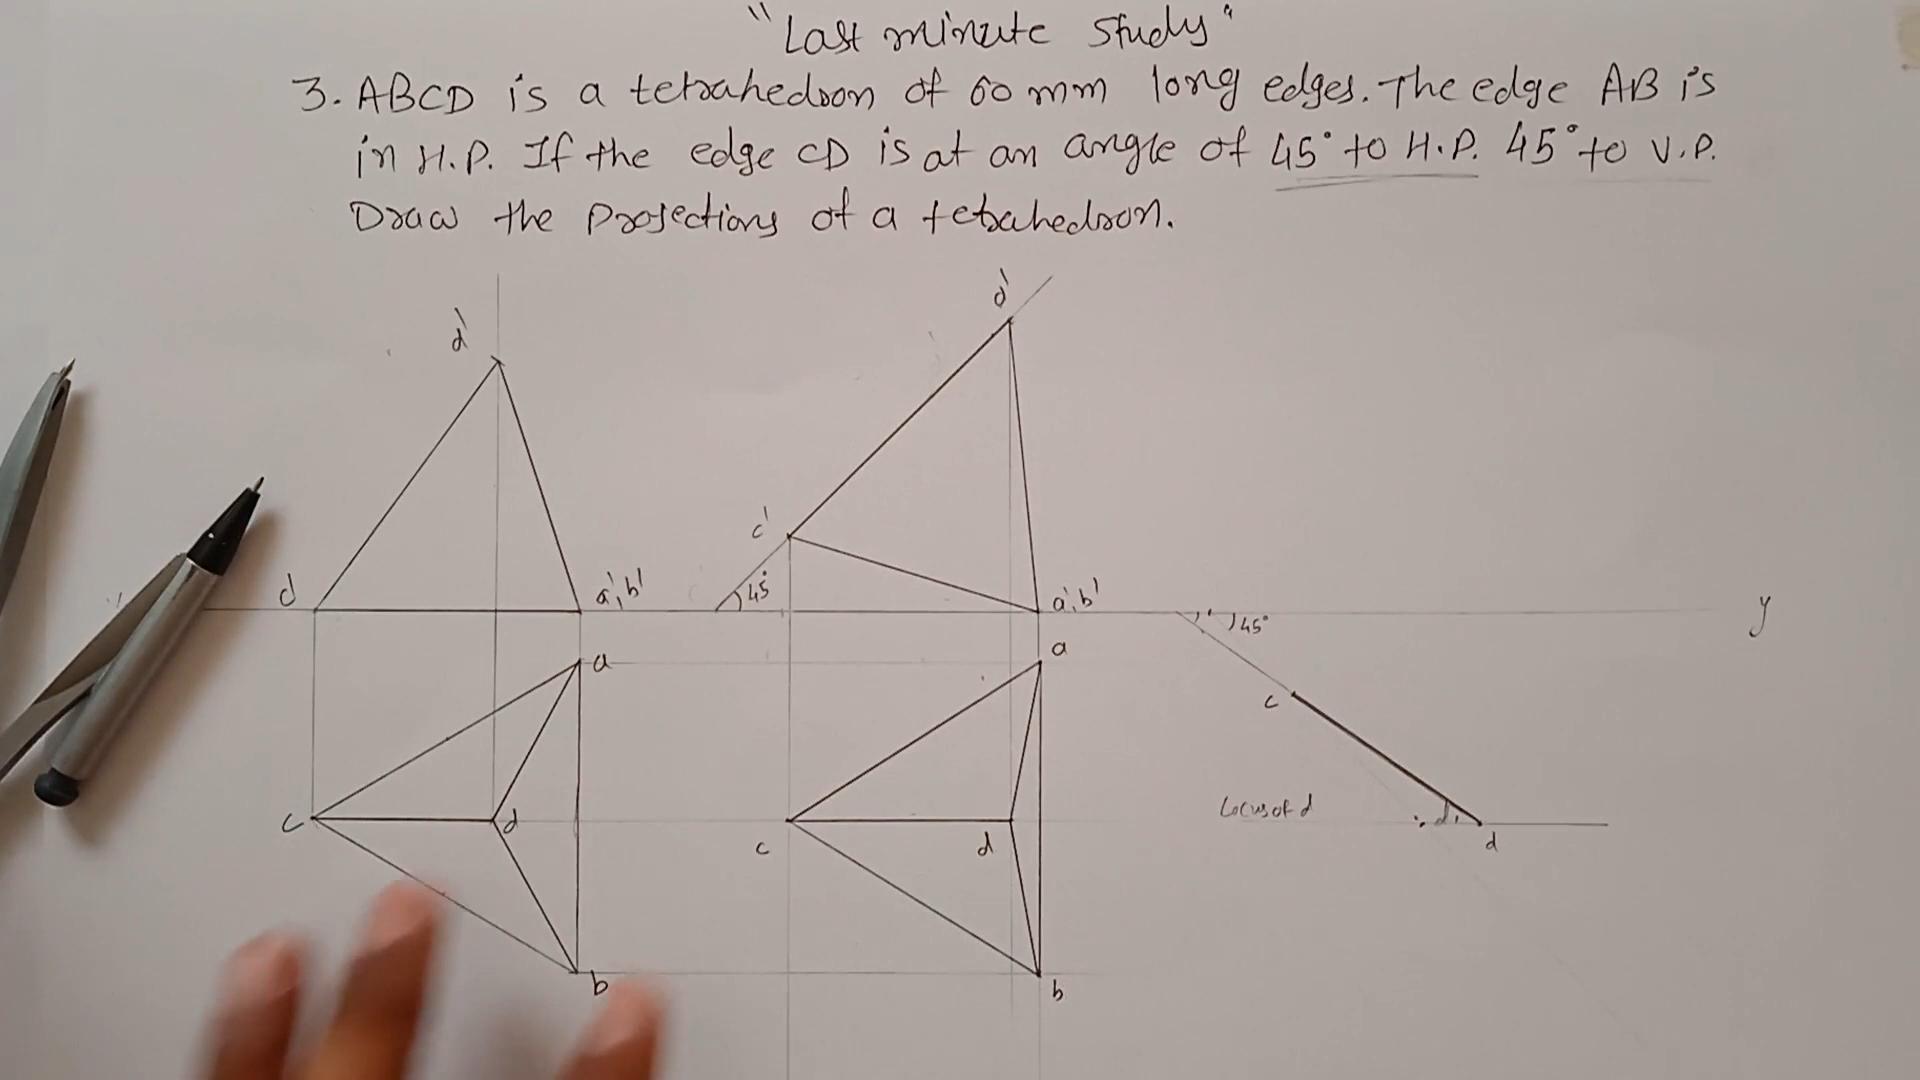 "Last minute Study"
3. ABCD is a tetrahedron of 60 mm long edges. The edge AB is
in H.P. If the edge CD is at an angle of 45° to H.P. 45° to V.P.
Draw the Projections of a tetrahedron.
d'
d'
c'
d
a', b'
45°
a', b'
45°
y
a
a
c
Locus of d
d1
c
d
c
d
d
b
b